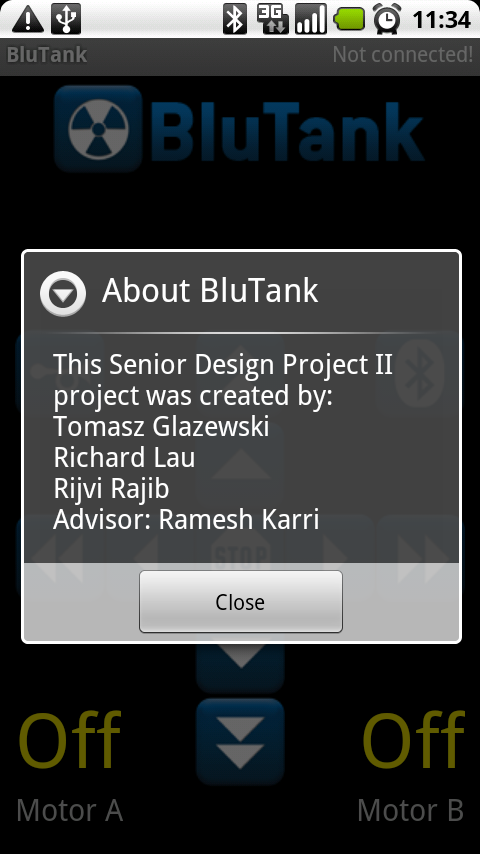 3G 11:34
BluTank Not connected!
BluTank
About BluTank
This Senior Design Project II
project was created by:
Tomasz Glazewski
Richard Lau
Rijvi Rajib
Advisor: Ramesh Karri
STOP
Close
Off Off
Motor A Motor B